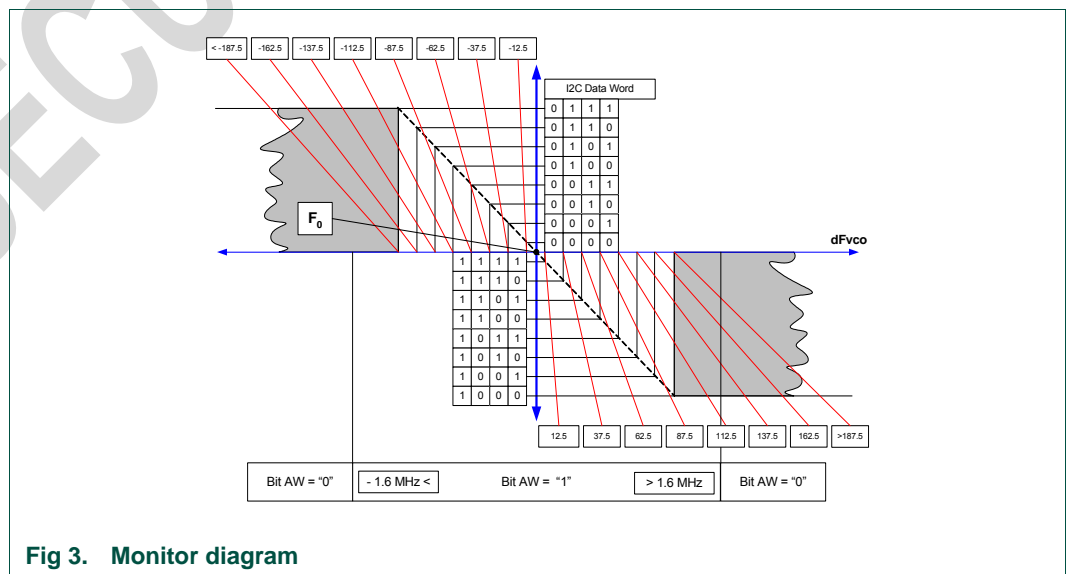 < -187.5 -162.5 -137.5 -112.5 -87.5 -62.5 -37.5 -12.5
I2C Data Word
0 1 1 1
0 1 1 0
0 1 0 1
0 1 0 0
0 0 1 1
0 0 1 0
0 0 0 1
0 0 0 0
F0
dFvco
1 1 1 1
1 1 1 0
1 1 0 1
1 1 0 0
1 0 1 1
1 0 1 0
1 0 0 1
1 0 0 0
12.5 37.5 62.5 87.5 112.5 137.5 162.5 >187.5
Bit AW = “0” - 1.6 MHz < Bit AW = “1” > 1.6 MHz Bit AW = “0”
Fig 3. Monitor diagram